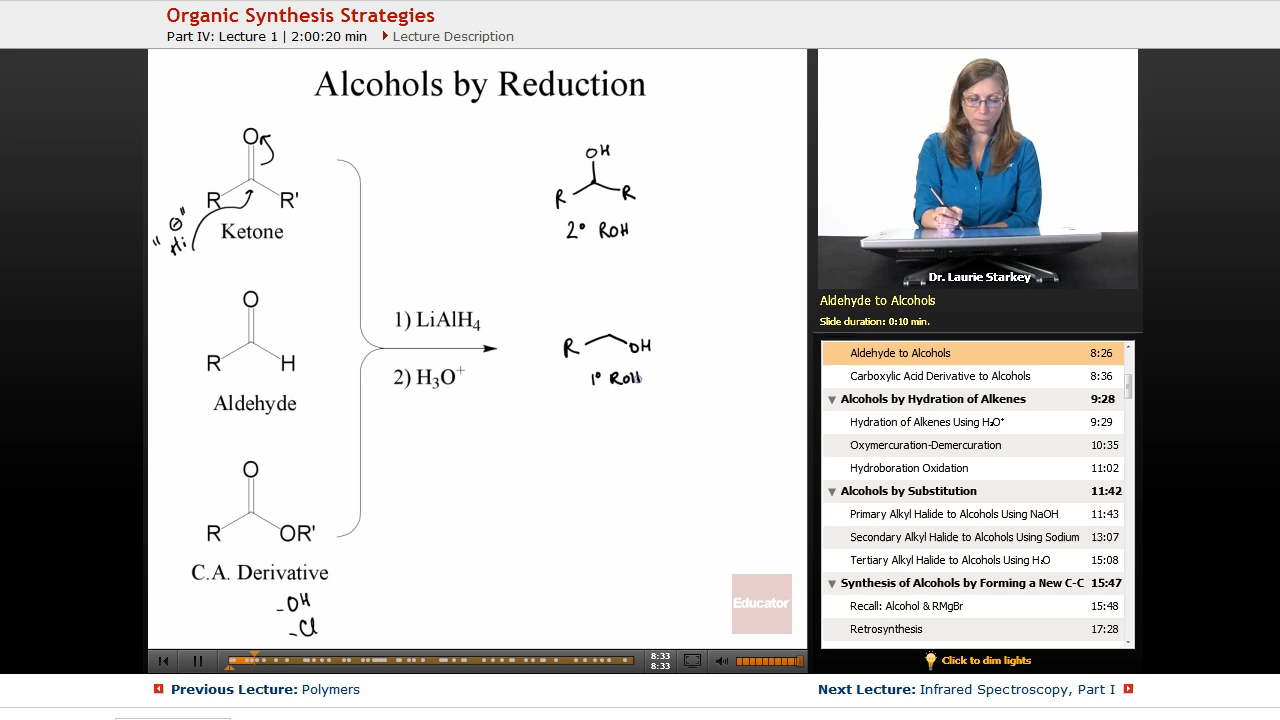 Organic Synthesis Strategies
Part IV: Lecture 1 | 2:00:20 min
Lecture Description
Alcohols by Reduction
O
R
R'
"H:⊖"
Ketone
OH
R
R
2° ROH
O
R
H
Aldehyde
1) LiAlH4
2) H3O+
R
OH
1° ROH
O
R
OR'
C.A. Derivative
-OH
-Cl
Educator
Dr. Laurie Starkey
Aldehyde to Alcohols
Slide duration: 0:10 min.
Aldehyde to Alcohols 8:26
Carboxylic Acid Derivative to Alcohols 8:36
Alcohols by Hydration of Alkenes 9:28
Hydration of Alkenes Using H₃O⁺ 9:29
Oxymercuration-Demercuration 10:35
Hydroboration Oxidation 11:02
Alcohols by Substitution 11:42
Primary Alkyl Halide to Alcohols Using NaOH 11:43
Secondary Alkyl Halide to Alcohols Using Sodium 13:07
Tertiary Alkyl Halide to Alcohols Using H₂O 15:08
Synthesis of Alcohols by Forming a New C-C 15:47
Recall: Alcohol & RMgBr 15:48
Retrosynthesis 17:28
8:33
8:33
Click to dim lights
Previous Lecture: Polymers
Next Lecture: Infrared Spectroscopy, Part I